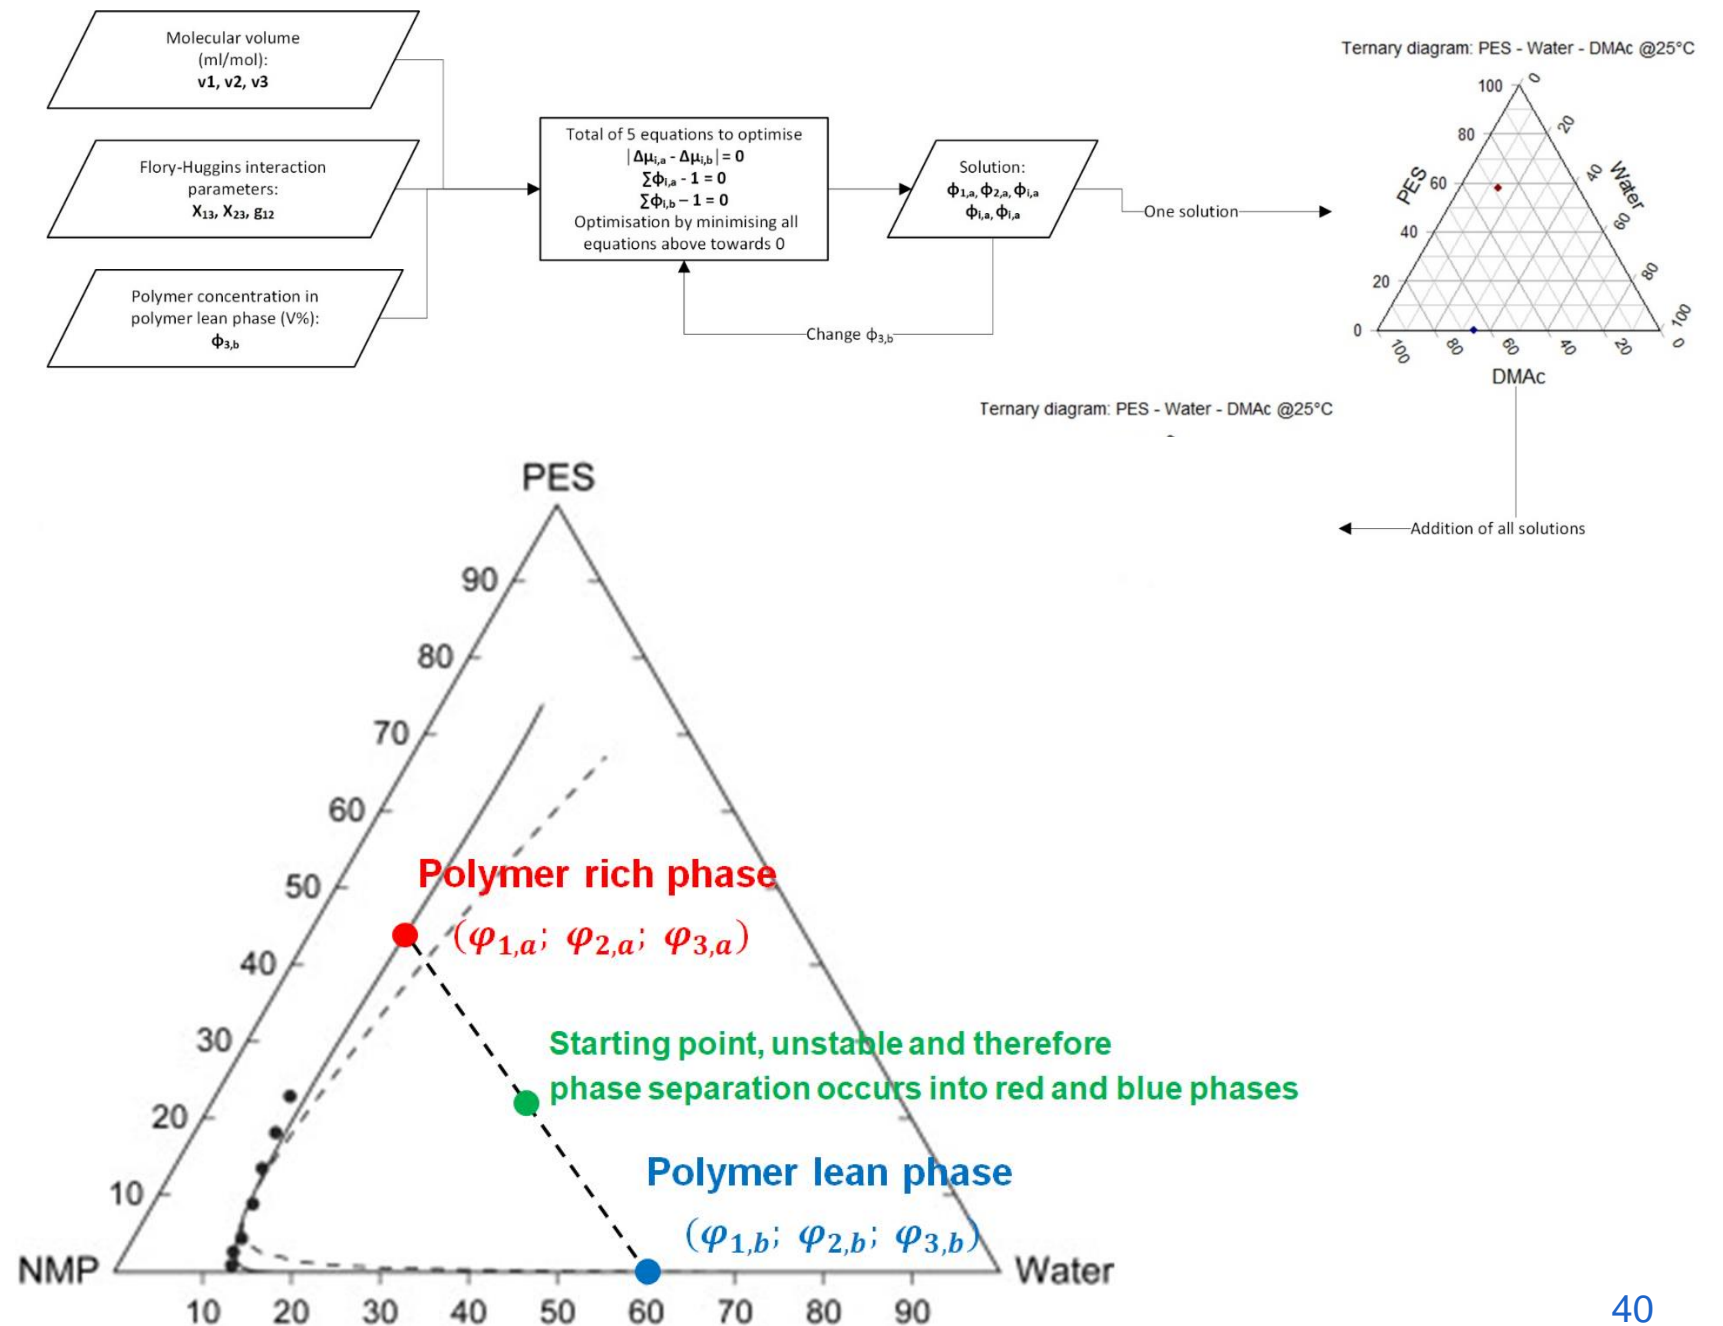 Molecular volume
(ml/mol):
v1, v2, v3
Flory-Huggins interaction
parameters:
X₁₃, X₂₃, g₁₂
Polymer concentration in
polymer lean phase (V%):
ϕ₃,b
Total of 5 equations to optimise
|Δμᵢ,ₐ - Δμᵢ,b| = 0
∑ϕᵢ,ₐ - 1 = 0
∑ϕᵢ,b – 1 = 0
Optimisation by minimising all
equations above towards 0
Solution:
ϕ₁,ₐ, ϕ₂,ₐ, ϕᵢ,ₐ
ϕᵢ,ₐ, ϕᵢ,ₐ
Change ϕ₃,b
One solution
Ternary diagram: PES - Water - DMAc @25°C
100
80
60
40
20
0
PES
0
20
40
60
80
100
Water
100
80
60
40
20
0
DMAc
Addition of all solutions
Ternary diagram: PES - Water - DMAc @25°C
PES
90
80
70
60
50
40
30
20
10
Polymer rich phase
(φ₁,ₐ; φ₂,ₐ; φ₃,ₐ)
Starting point, unstable and therefore
phase separation occurs into red and blue phases
Polymer lean phase
(φ₁,b; φ₂,b; φ₃,b)
NMP
Water
10 20 30 40 50 60 70 80 90
40